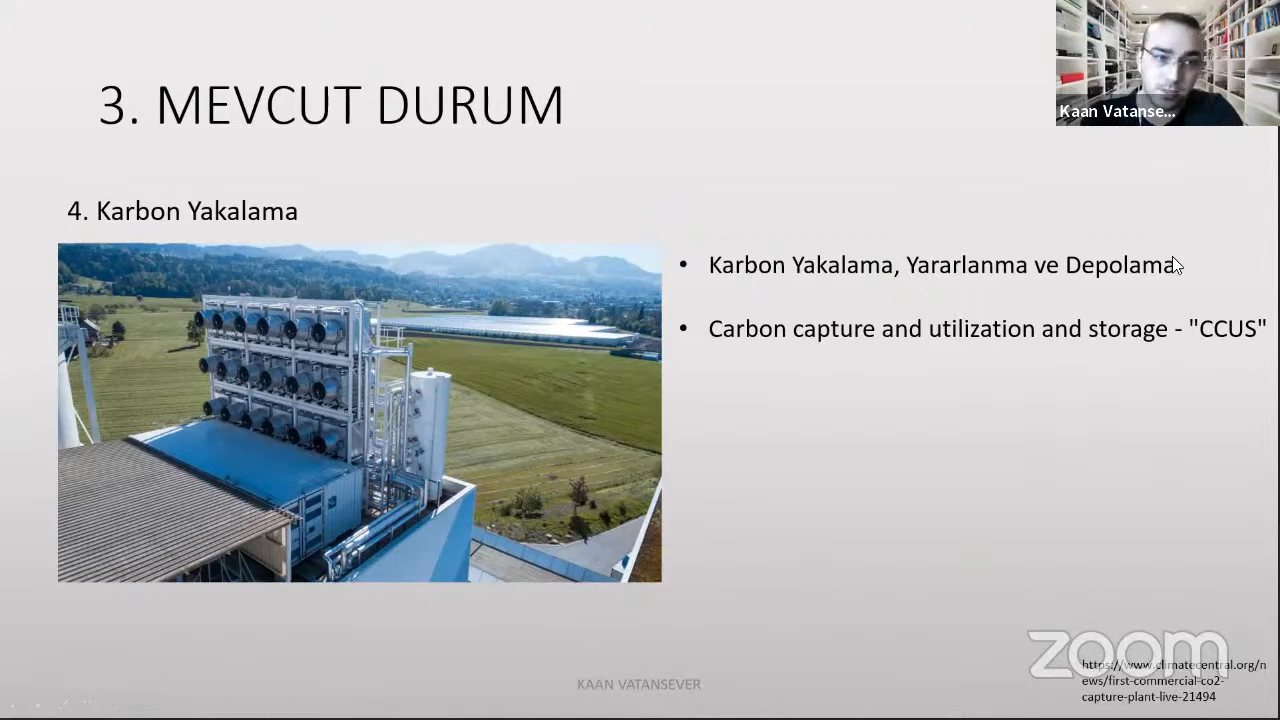 3. MEVCUT DURUM
Kaan Vatanse...
4. Karbon Yakalama
• Karbon Yakalama, Yararlanma ve Depolama
• Carbon capture and utilization and storage - "CCUS"
zoom
https://www.climatecentral.org/n
ews/first-commercial-co2-
capture-plant-live-21494
KAAN VATANSEVER